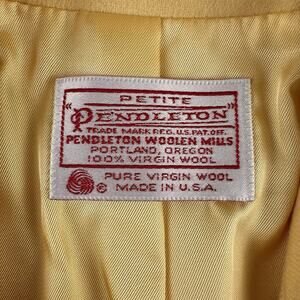 PETITE
"PENDLETON"
TRADE MARK REG. U.S. PAT. OFF.
PENDLETON WOOLEN MILLS
PORTLAND, OREGON
100% VIRGIN WOOL
PURE VIRGIN WOOL
© MADE IN U.S.A.